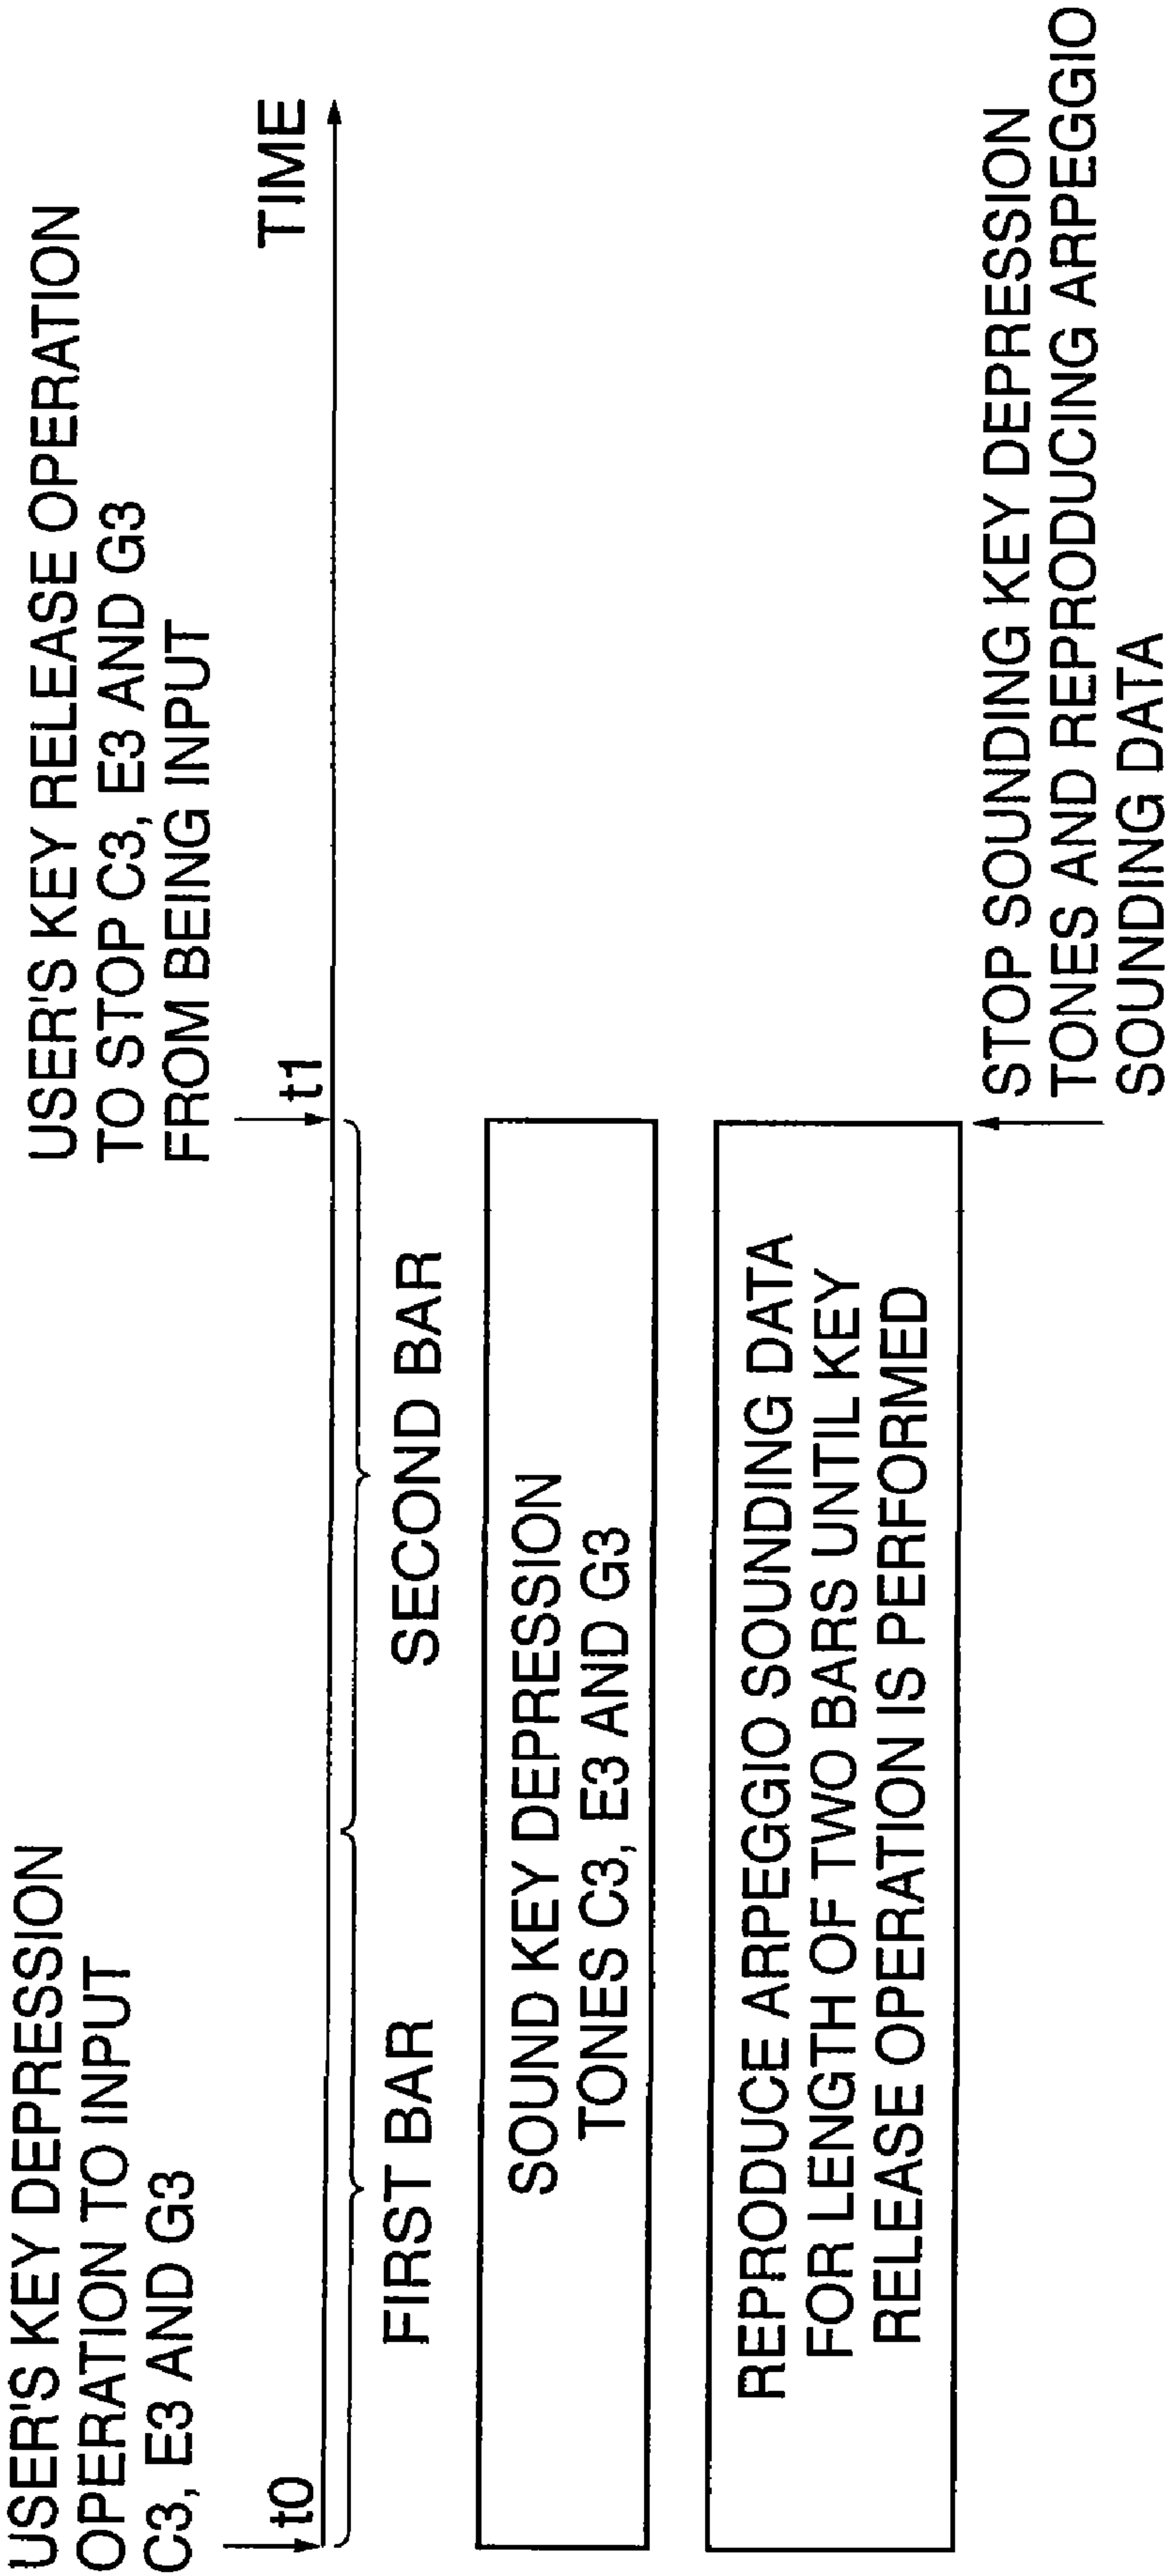 USER'S KEY DEPRESSION
OPERATION TO INPUT
C3, E3 AND G3
USER'S KEY RELEASE OPERATION
TO STOP C3, E3 AND G3
FROM BEING INPUT
t0
t1
TIME
FIRST BAR
SECOND BAR
SOUND KEY DEPRESSION
TONES C3, E3 AND G3
REPRODUCE ARPEGGIO SOUNDING DATA
FOR LENGTH OF TWO BARS UNTIL KEY
RELEASE OPERATION IS PERFORMED
STOP SOUNDING KEY DEPRESSION
TONES AND REPRODUCING ARPEGGIO
SOUNDING DATA